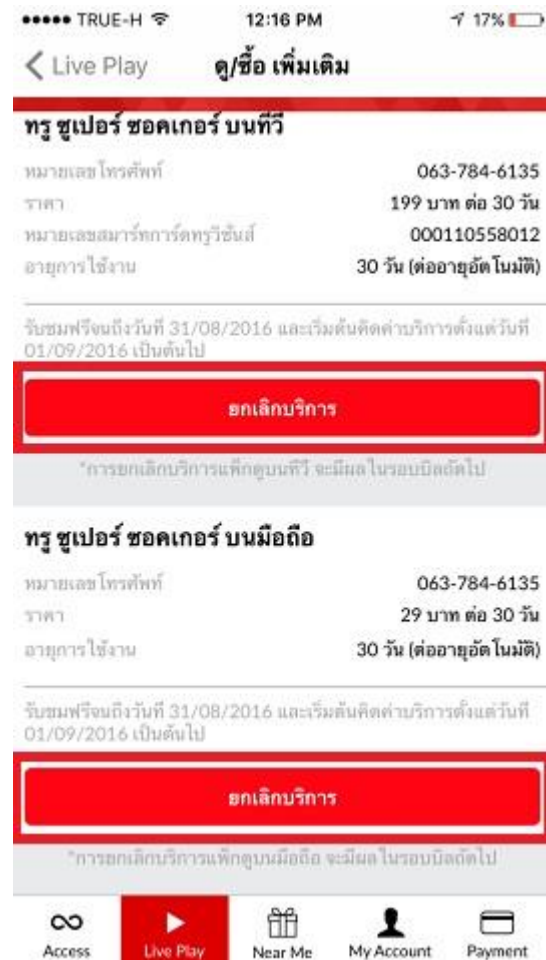 TRUE-H 12:16 PM 17%
Live Play ดู/ซื้อ เพิ่มเติม
ทรู ซูเปอร์ ซอคเกอร์ บนทีวี
หมายเลขโทรศัพท์ 063-784-6135
ราคา 199 บาท ต่อ 30 วัน
หมายเลขสมาร์ทการ์ดทรูวิชั่นส์ 000110558012
อายุการใช้งาน 30 วัน (ต่ออายุอัตโนมัติ)
รับชมฟรีจนถึงวันที่ 31/08/2016 และเริ่มต้นคิดค่าบริการตั้งแต่วันที่
01/09/2016 เป็นต้นไป
ยกเลิกบริการ
*การยกเลิกบริการแพ็กดูบนทีวี จะมีผลในรอบบิลถัดไป
ทรู ซูเปอร์ ซอคเกอร์ บนมือถือ
หมายเลขโทรศัพท์ 063-784-6135
ราคา 29 บาท ต่อ 30 วัน
อายุการใช้งาน 30 วัน (ต่ออายุอัตโนมัติ)
รับชมฟรีจนถึงวันที่ 31/08/2016 และเริ่มต้นคิดค่าบริการตั้งแต่วันที่
01/09/2016 เป็นต้นไป
ยกเลิกบริการ
*การยกเลิกบริการแพ็กดูบนมือถือ จะมีผลในรอบบิลถัดไป
Access Live Play Near Me My Account Payment